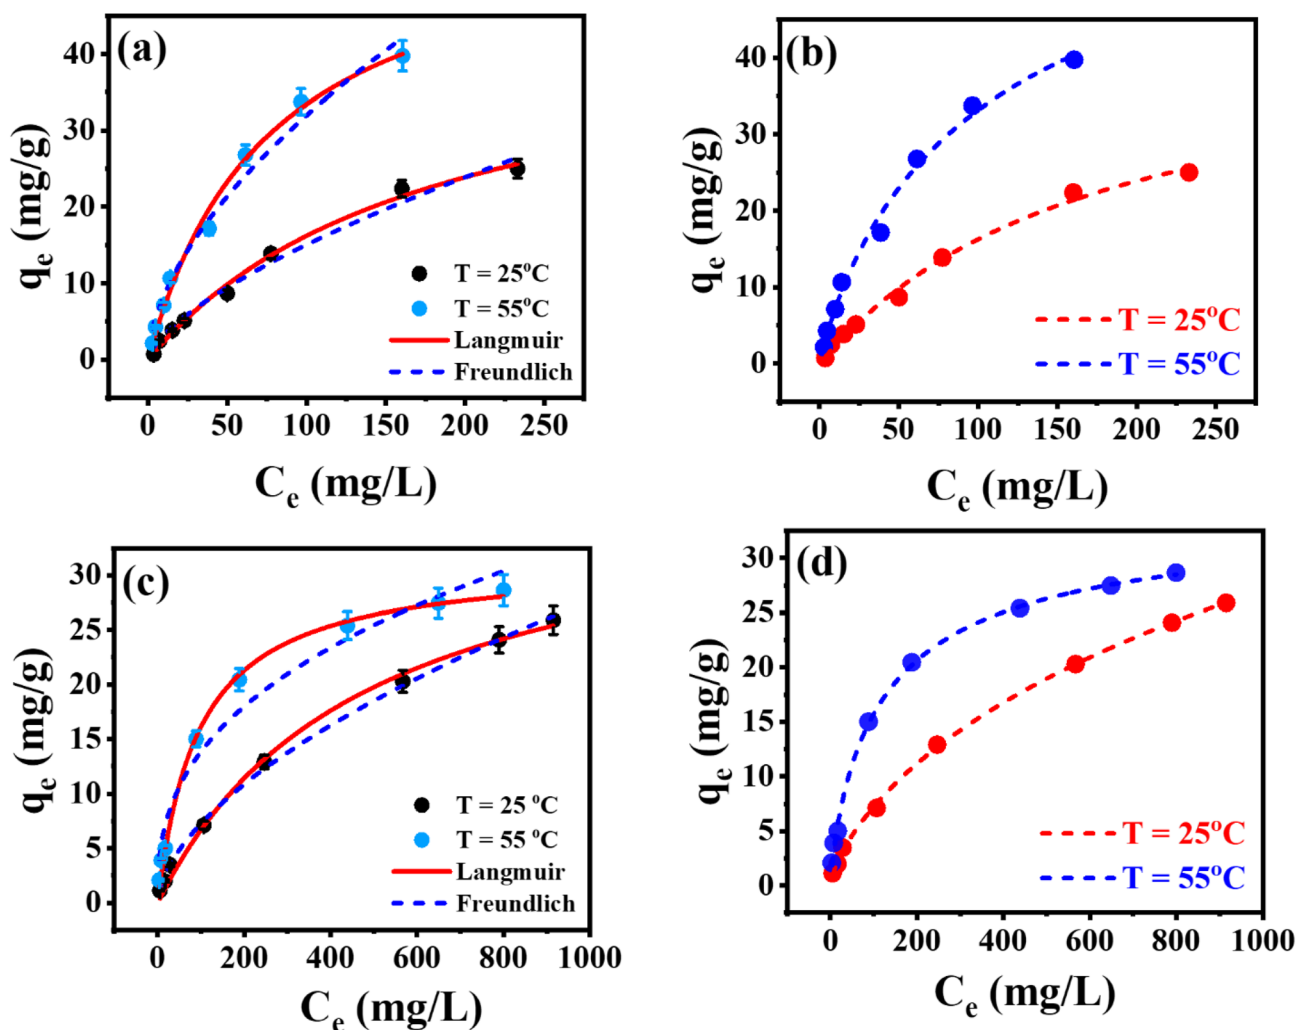 (a)
40
30
20
10
0
qe (mg/g)
T = 25°C
T = 55°C
Langmuir
Freundlich
0 50 100 150 200 250
Ce (mg/L)
(b)
40
30
20
10
0
qe (mg/g)
T = 25°C
T = 55°C
0 50 100 150 200 250
Ce (mg/L)
(c)
30
25
20
15
10
5
0
qe (mg/g)
T = 25 °C
T = 55 °C
Langmuir
Freundlich
0 200 400 600 800 1000
Ce (mg/L)
(d)
30
25
20
15
10
5
0
qe (mg/g)
T = 25°C
T = 55°C
0 200 400 600 800 1000
Ce (mg/L)